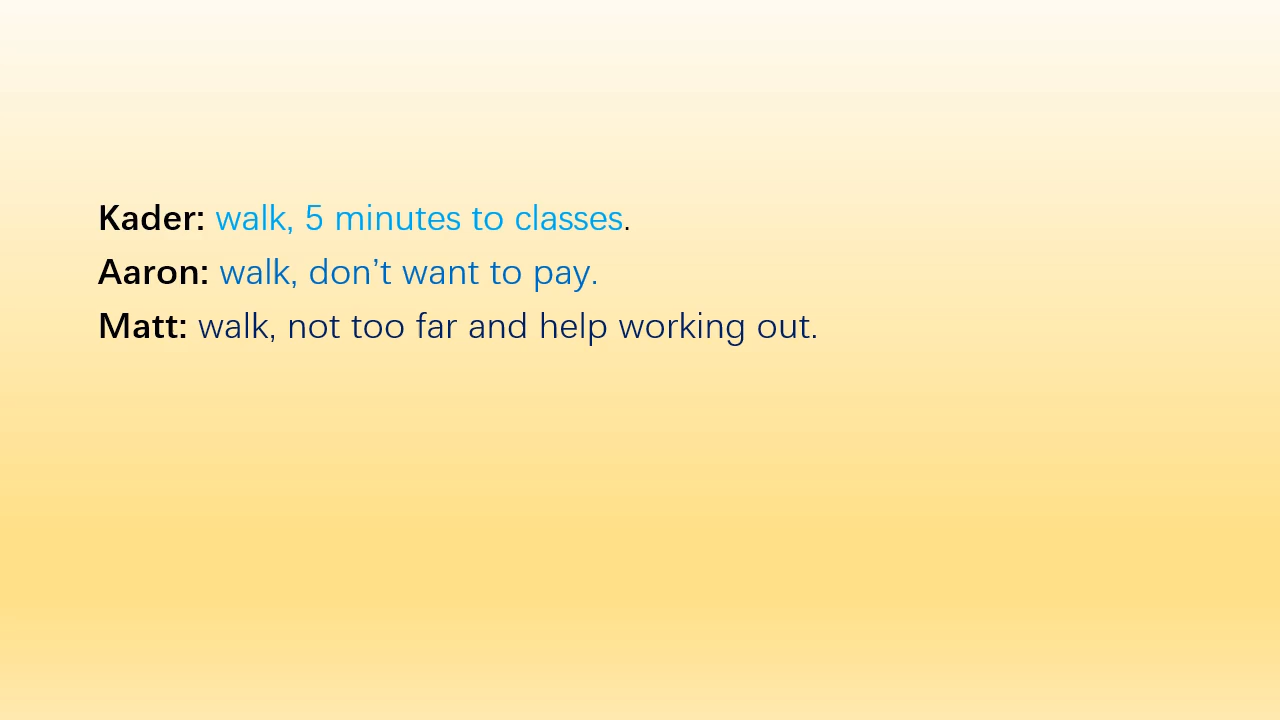 Kader: walk, 5 minutes to classes.
Aaron: walk, don’t want to pay.
Matt: walk, not too far and help working out.